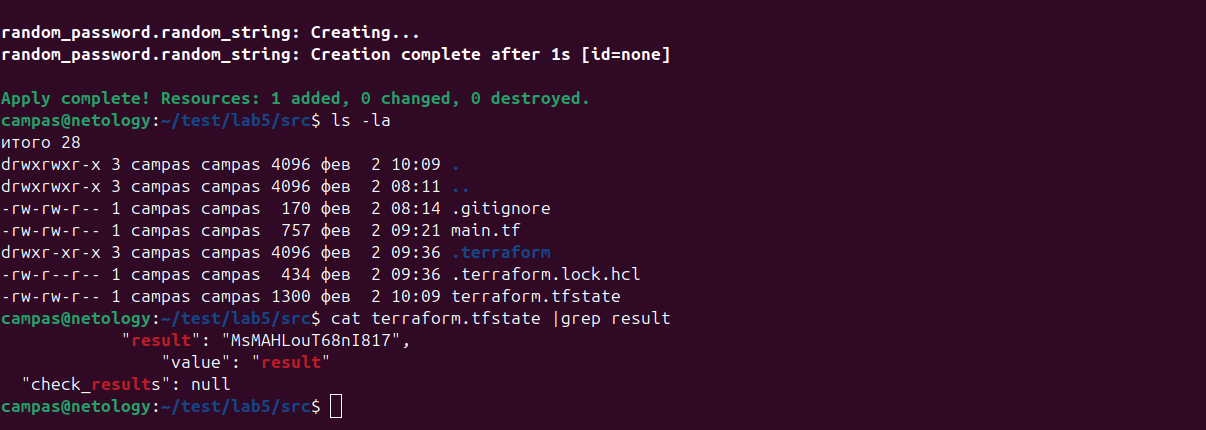 random_password.random_string: Creating...
random_password.random_string: Creation complete after 1s [id=none]
Apply complete! Resources: 1 added, 0 changed, 0 destroyed.
campas@netology:~/test/lab5/src$ ls -la
итого 28
drwxrwxr-x 3 campas campas 4096 фев  2 10:09 .
drwxrwxr-x 3 campas campas 4096 фев  2 08:11 ..
-rw-rw-r-- 1 campas campas  170 фев  2 08:14 .gitignore
-rw-rw-r-- 1 campas campas  757 фев  2 09:21 main.tf
drwxr-xr-x 3 campas campas 4096 фев  2 09:36 .terraform
-rw-r--r-- 1 campas campas  434 фев  2 09:36 .terraform.lock.hcl
-rw-rw-r-- 1 campas campas 1300 фев  2 10:09 terraform.tfstate
campas@netology:~/test/lab5/src$ cat terraform.tfstate |grep result
            "result": "MsMAHLouT68nI817",
                "value": "result"
  "check_results": null
campas@netology:~/test/lab5/src$